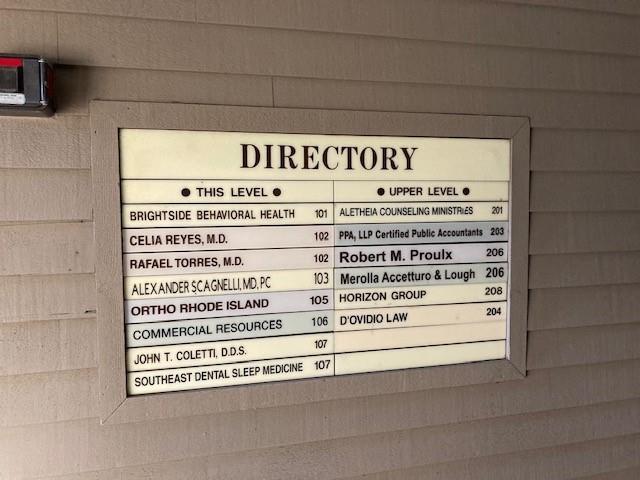 DIRECTORY
● THIS LEVEL ●
BRIGHTSIDE BEHAVIORAL HEALTH 101
CELIA REYES, M.D. 102
RAFAEL TORRES, M.D. 102
ALEXANDER SCAGNELLI, MD, PC 103
ORTHO RHODE ISLAND 105
COMMERCIAL RESOURCES 106
JOHN T. COLETTI, D.D.S. 107
SOUTHEAST DENTAL SLEEP MEDICINE 107
● UPPER LEVEL ●
ALETHEIA COUNSELING MINISTRIES 201
PPA, LLP Certified Public Accountants 203
Robert M. Proulx 206
Merolla Accetturo & Lough 206
HORIZON GROUP 208
D'OVIDIO LAW 204